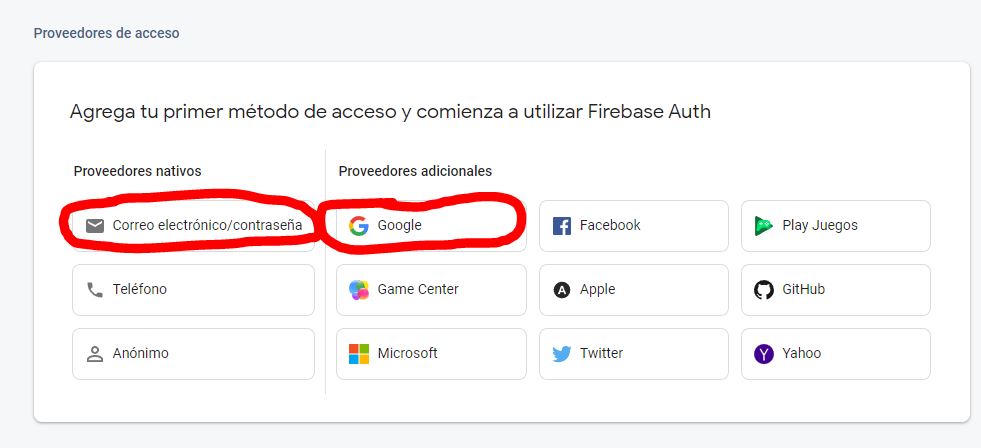 Proveedores de acceso
Agrega tu primer método de acceso y comienza a utilizar Firebase Auth
Proveedores nativos
Correo electrónico/contraseña
Teléfono
Anónimo
Proveedores adicionales
Google
Facebook
Play Juegos
Game Center
Apple
GitHub
Microsoft
Twitter
Yahoo